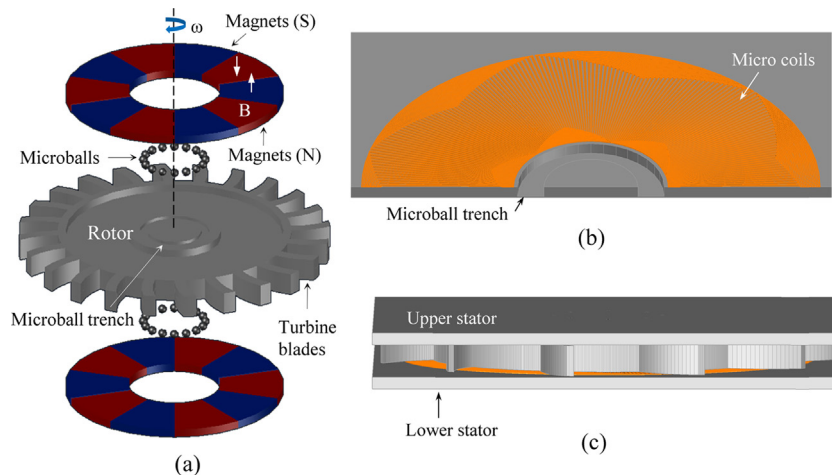 ω
Magnets (S)
B
Magnets (N)
Microballs
Rotor
Microball trench
Turbine
blades
(a)
Micro coils
Microball trench
(b)
Upper stator
Lower stator
(c)